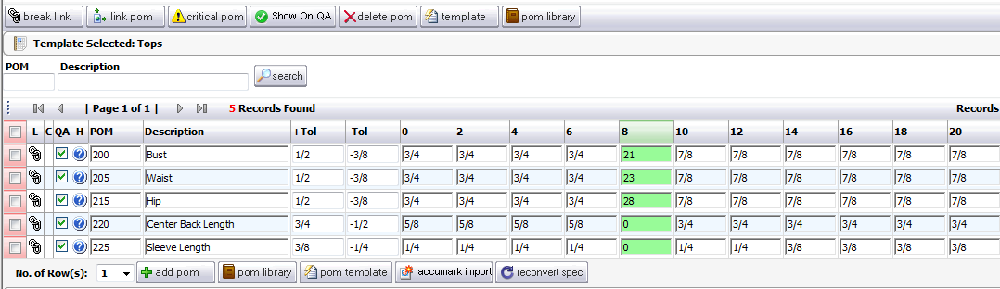 break link link pom critical pom Show On QA delete pom template pom library
Template Selected: Tops
POM Description
search
| Page 1 of 1 | 5 Records Found Records
L C QA H POM Description +Tol -Tol 0 2 4 6 8 10 12 14 16 18 20
200 Bust 1/2 -3/8 3/4 3/4 3/4 3/4 21 7/8 7/8 7/8 7/8 7/8 7/8
205 Waist 1/2 -3/8 3/4 3/4 3/4 3/4 23 7/8 7/8 7/8 7/8 7/8 7/8
215 Hip 1/2 -3/8 3/4 3/4 3/4 3/4 28 7/8 7/8 7/8 7/8 7/8 7/8
220 Center Back Length 3/4 -1/2 5/8 5/8 5/8 5/8 0 3/4 3/4 3/4 3/4 3/4 3/4
225 Sleeve Length 3/8 -1/4 1/4 1/4 1/4 1/4 0 1/4 1/4 3/8 3/8 3/8 3/8
No. of Row(s): 1 add pom pom library pom template accumark import reconvert spec